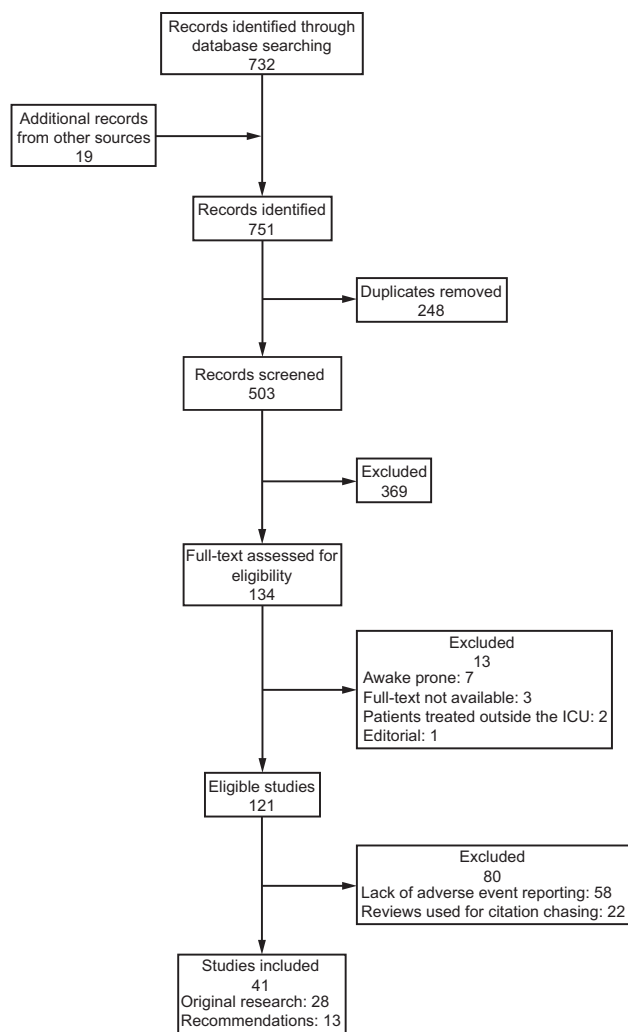 Records identified through
database searching
732
Additional records
from other sources
19
Records identified
751
Duplicates removed
248
Records screened
503
Excluded
369
Full-text assessed for
eligibility
134
Excluded
13
Awake prone: 7
Full-text not available: 3
Patients treated outside the ICU: 2
Editorial: 1
Eligible studies
121
Excluded
80
Lack of adverse event reporting: 58
Reviews used for citation chasing: 22
Studies included
41
Original research: 28
Recommendations: 13